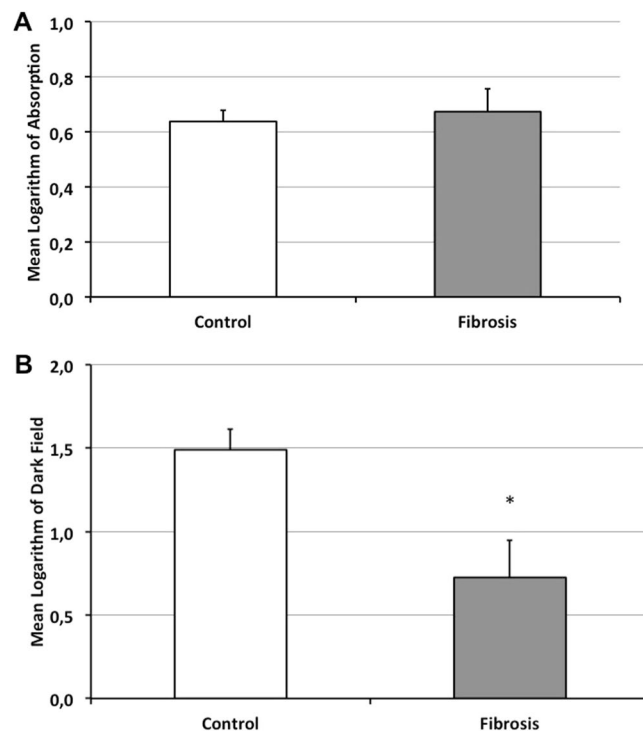 A
Mean Logarithm of Absorption
1,0
0,8
0,6
0,4
0,2
0,0
Control
Fibrosis
B
Mean Logarithm of Dark Field
2,0
1,5
1,0
0,5
0,0
*
Control
Fibrosis